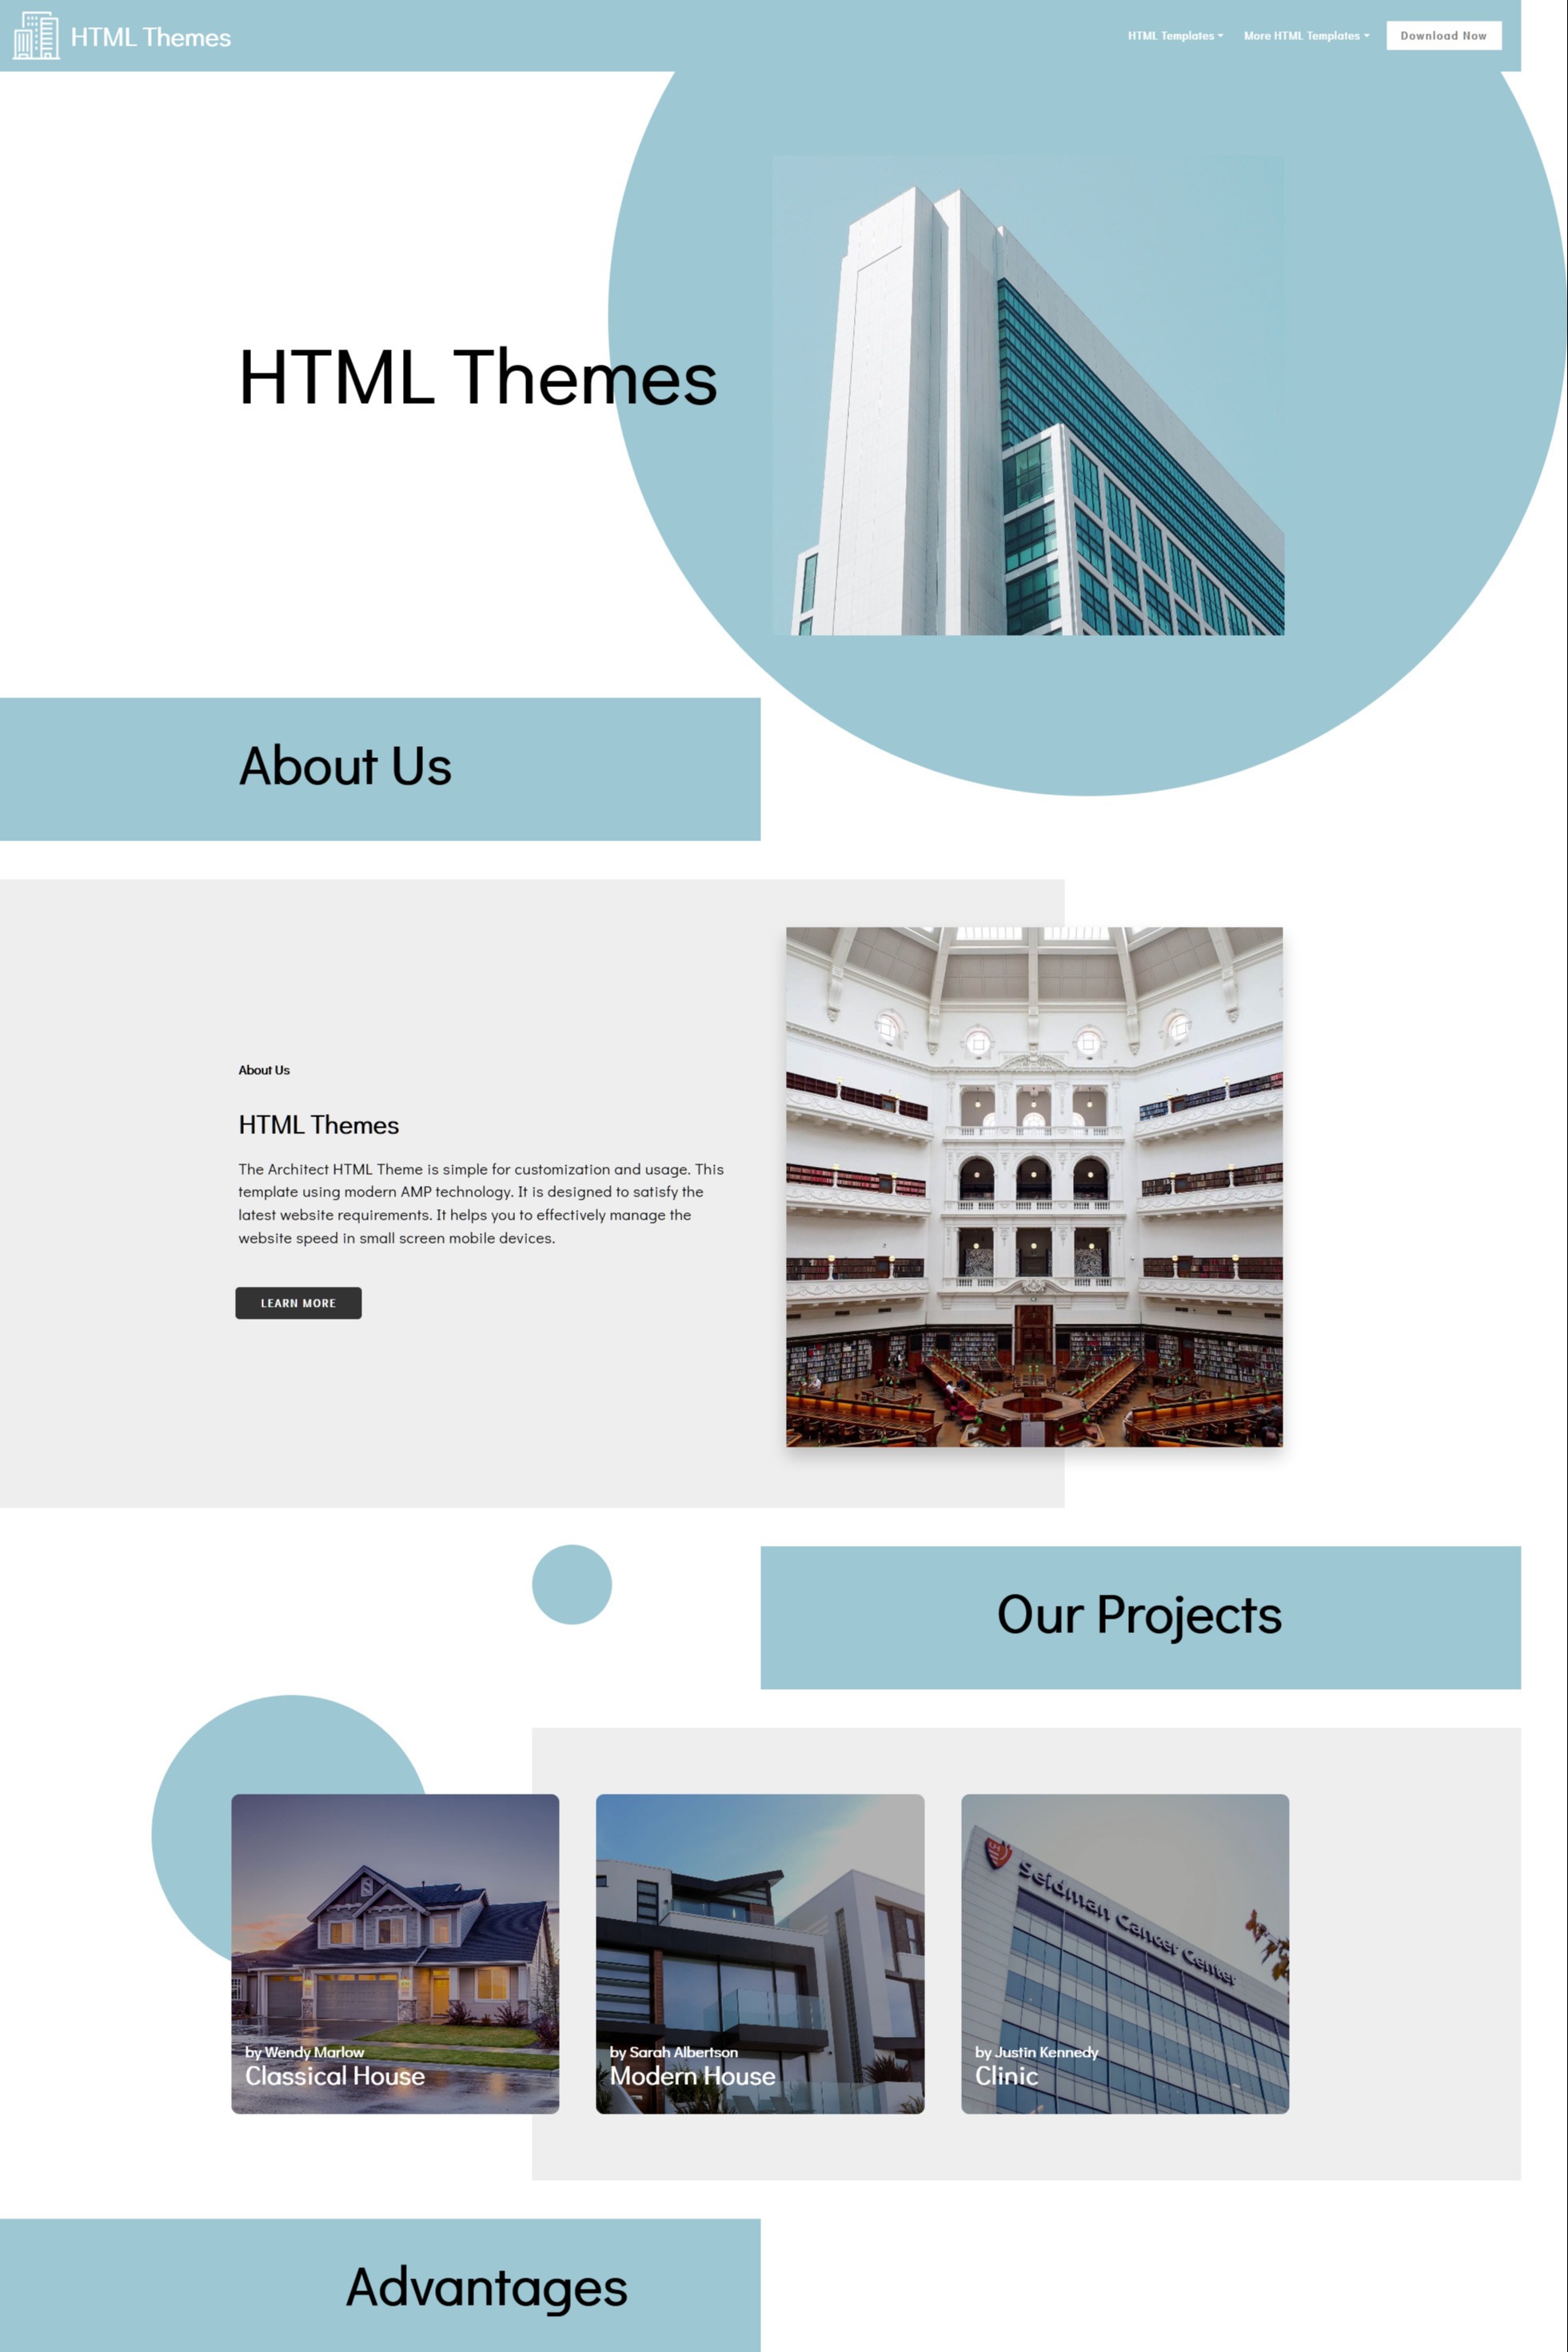 HTML Themes
HTML Templates
More HTML Templates
Download Now
HTML Themes
About Us
About Us
HTML Themes
The Architect HTML Theme is simple for customization and usage. This
template using modern AMP technology. It is designed to satisfy the
latest website requirements. It helps you to effectively manage the
website speed in small screen mobile devices.
LEARN MORE
Our Projects
by Wendy Marlow
Classical House
by Sarah Albertson
Modern House
Seidman Cancer Center
by Justin Kennedy
Clinic
Advantages